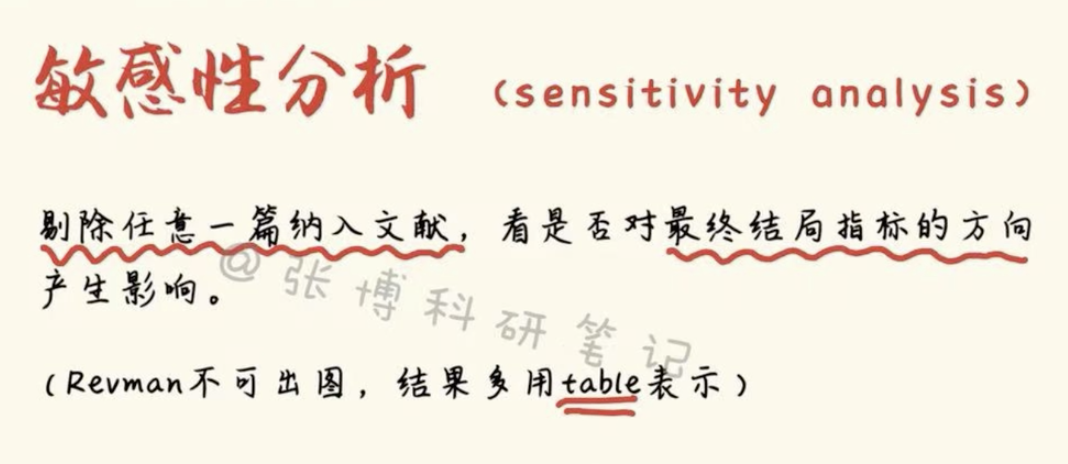 敏感性分析 (sensitivity analysis)
剔除任意一篇纳入文献，看是否对最终结局指标的方向
产生影响。
@张博科研笔记
(Revman不可出图，结果多用table表示)